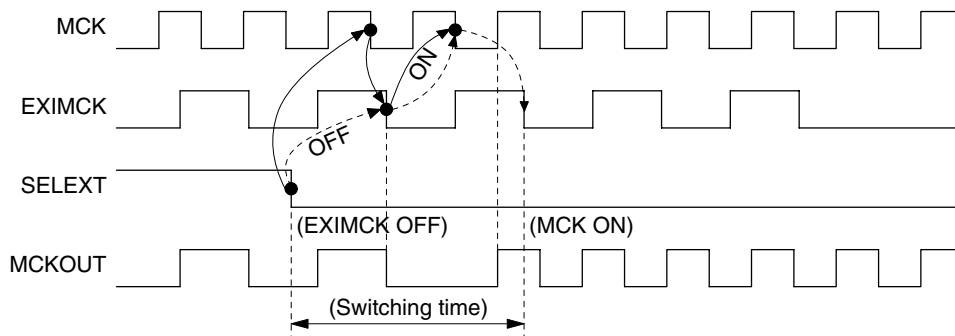 MCK
ON
EXIMCK
OFF
SELEXT
(EXIMCK OFF) (MCK ON)
MCKOUT
(Switching time)